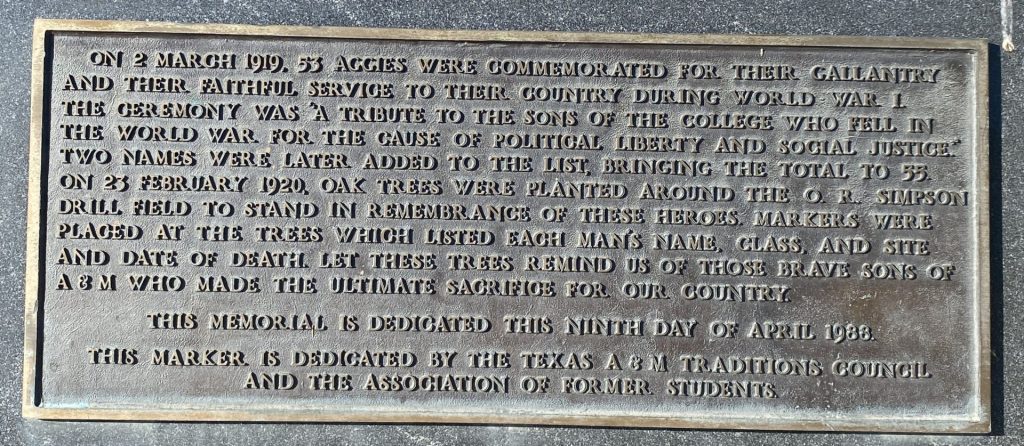 ON 2 MARCH 1919, 53 AGGIES WERE COMMEMORATED FOR THEIR GALLANTRY
AND THEIR FAITHFUL SERVICE TO THEIR COUNTRY DURING WORLD WAR I.
THE CEREMONY WAS "A TRIBUTE TO THE SONS OF THE COLLEGE WHO FELL IN
THE WORLD WAR FOR THE CAUSE OF POLITICAL LIBERTY AND SOCIAL JUSTICE."
TWO NAMES WERE LATER ADDED TO THE LIST, BRINGING THE TOTAL TO 55.
ON 23 FEBRUARY 1920, OAK TREES WERE PLANTED AROUND THE O. R. SIMPSON
DRILL FIELD TO STAND IN REMEMBRANCE OF THESE HEROES. MARKERS WERE
PLACED AT THE TREES WHICH LISTED EACH MAN'S NAME, CLASS, AND SITE
AND DATE OF DEATH. LET THESE TREES REMIND US OF THOSE BRAVE SONS OF
A & M WHO MADE THE ULTIMATE SACRIFICE FOR OUR COUNTRY.
THIS MEMORIAL IS DEDICATED THIS NINTH DAY OF APRIL 1988.
THIS MARKER IS DEDICATED BY THE TEXAS A & M TRADITIONS COUNCIL
AND THE ASSOCIATION OF FORMER STUDENTS.